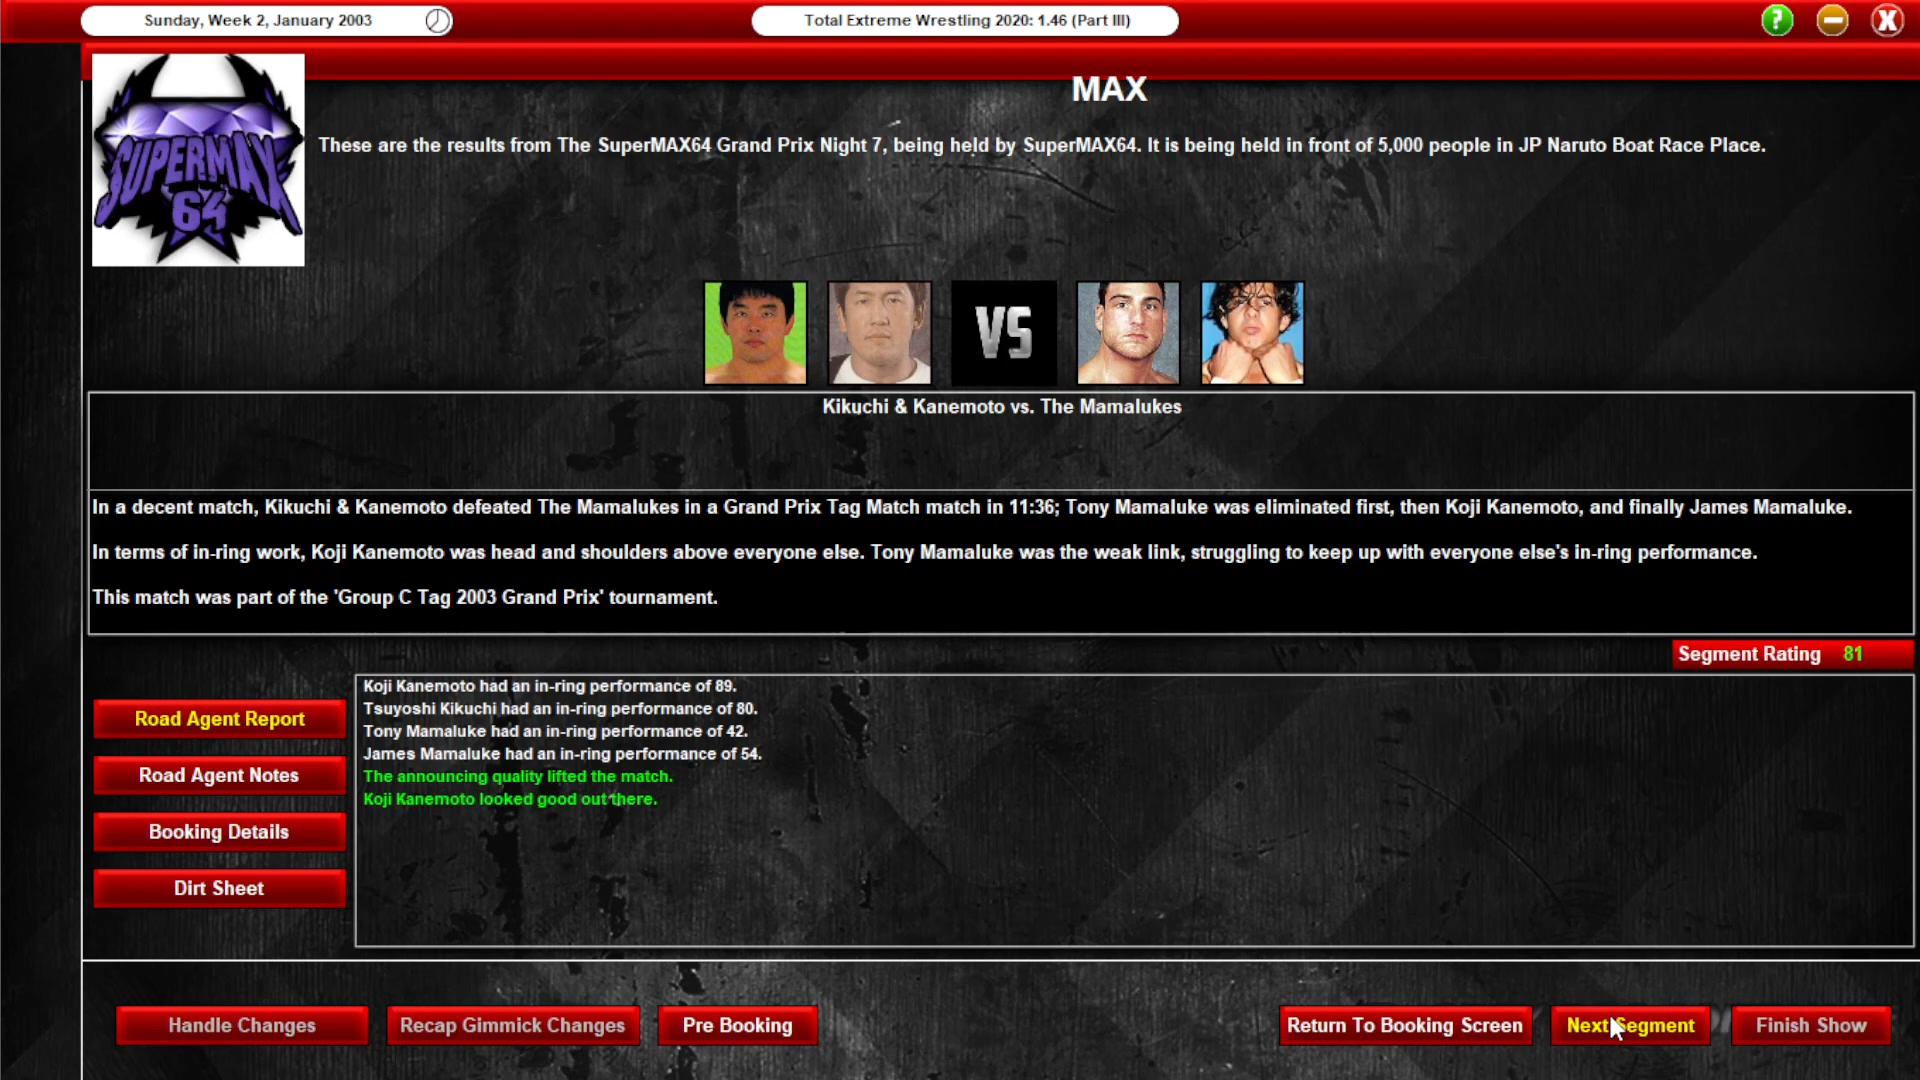 Sunday, Week 2, January 2003
Total Extreme Wrestling 2020: 1.46 (Part III)
?
X
SUPERMAX
64
MAX
These are the results from The SuperMAX64 Grand Prix Night 7, being held by SuperMAX64. It is being held in front of 5,000 people in JP Naruto Boat Race Place.
VS
Kikuchi & Kanemoto vs. The Mamalukes
In a decent match, Kikuchi & Kanemoto defeated The Mamalukes in a Grand Prix Tag Match match in 11:36; Tony Mamaluke was eliminated first, then Koji Kanemoto, and finally James Mamaluke.
In terms of in-ring work, Koji Kanemoto was head and shoulders above everyone else. Tony Mamaluke was the weak link, struggling to keep up with everyone else's in-ring performance.
This match was part of the 'Group C Tag 2003 Grand Prix' tournament.
Segment Rating 81
Road Agent Report
Road Agent Notes
Booking Details
Dirt Sheet
Koji Kanemoto had an in-ring performance of 89.
Tsuyoshi Kikuchi had an in-ring performance of 80.
Tony Mamaluke had an in-ring performance of 42.
James Mamaluke had an in-ring performance of 54.
The announcing quality lifted the match.
Koji Kanemoto looked good out there.
Handle Changes
Recap Gimmick Changes
Pre Booking
Return To Booking Screen
Next Segment
Finish Show